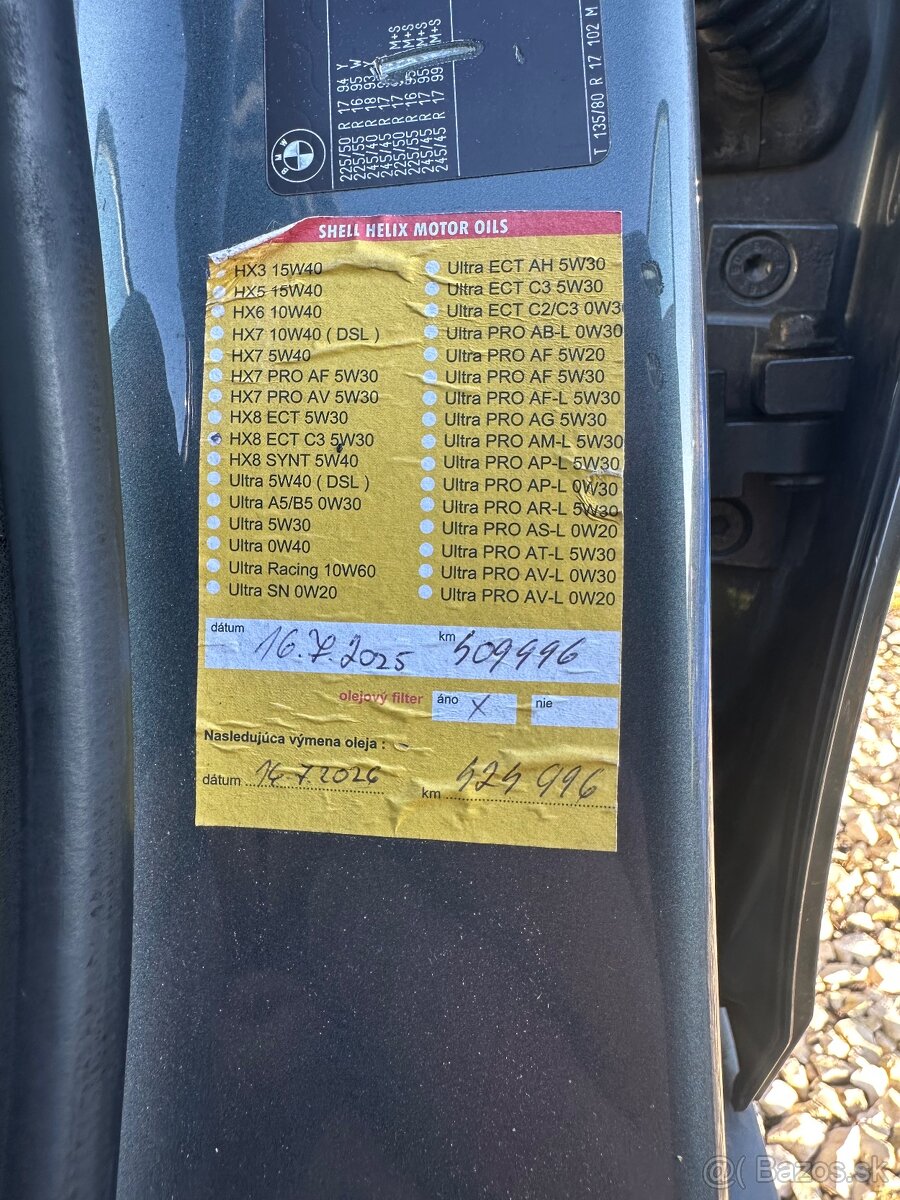 BMW
225/50 R 17 94 Y
225/55 R 16 95 W
245/40 R 18 93 Y
245/45 R 17
225/50 R 17 M+S
225/55 R 16 95 M+S
245/45 R 17 95 M+S
245/45 R 17 99 M+S
T 135/80 R 17 102 M
SHELL HELIX MOTOR OILS
HX3 15W40
HX5 15W40
HX6 10W40
HX7 10W40 ( DSL )
HX7 5W40
HX7 PRO AF 5W30
HX7 PRO AV 5W30
HX8 ECT 5W30
HX8 ECT C3 5W30
HX8 SYNT 5W40
Ultra 5W40 ( DSL )
Ultra A5/B5 0W30
Ultra 5W30
Ultra 0W40
Ultra Racing 10W60
Ultra SN 0W20
Ultra ECT AH 5W30
Ultra ECT C3 5W30
Ultra ECT C2/C3 0W30
Ultra PRO AB-L 0W30
Ultra PRO AF 5W20
Ultra PRO AF 5W30
Ultra PRO AF-L 5W30
Ultra PRO AG 5W30
Ultra PRO AM-L 5W30
Ultra PRO AP-L 5W30
Ultra PRO AP-L 0W30
Ultra PRO AR-L 5W30
Ultra PRO AS-L 0W20
Ultra PRO AT-L 5W30
Ultra PRO AV-L 0W30
Ultra PRO AV-L 0W20
dátum 16.7.2025 km 509996
olejový filter áno X nie
Nasledujúca výmena oleja :
dátum 16.7.2026 km 524 996
Bazos.sk